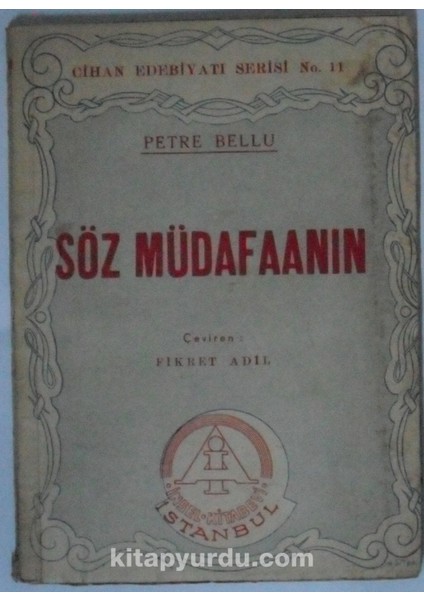 CİHAN EDEBİYATI SERİSİ No. 11
PETRE BELLU
SÖZ MÜDAFAANIN
Çeviren :
FİKRET ADİL
İSTANBUL
kitapyurdu.com